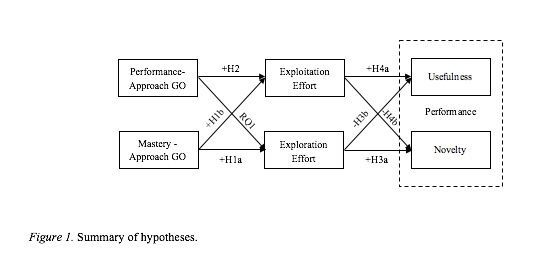 Performance-
Approach GO
+H2
Exploitation
Effort
+H4a
Usefulness
+H1b
RQ1
-H3b
-H4b
Performance
Mastery -
Approach GO
+H1a
Exploration
Effort
+H3a
Novelty
Figure 1. Summary of hypotheses.